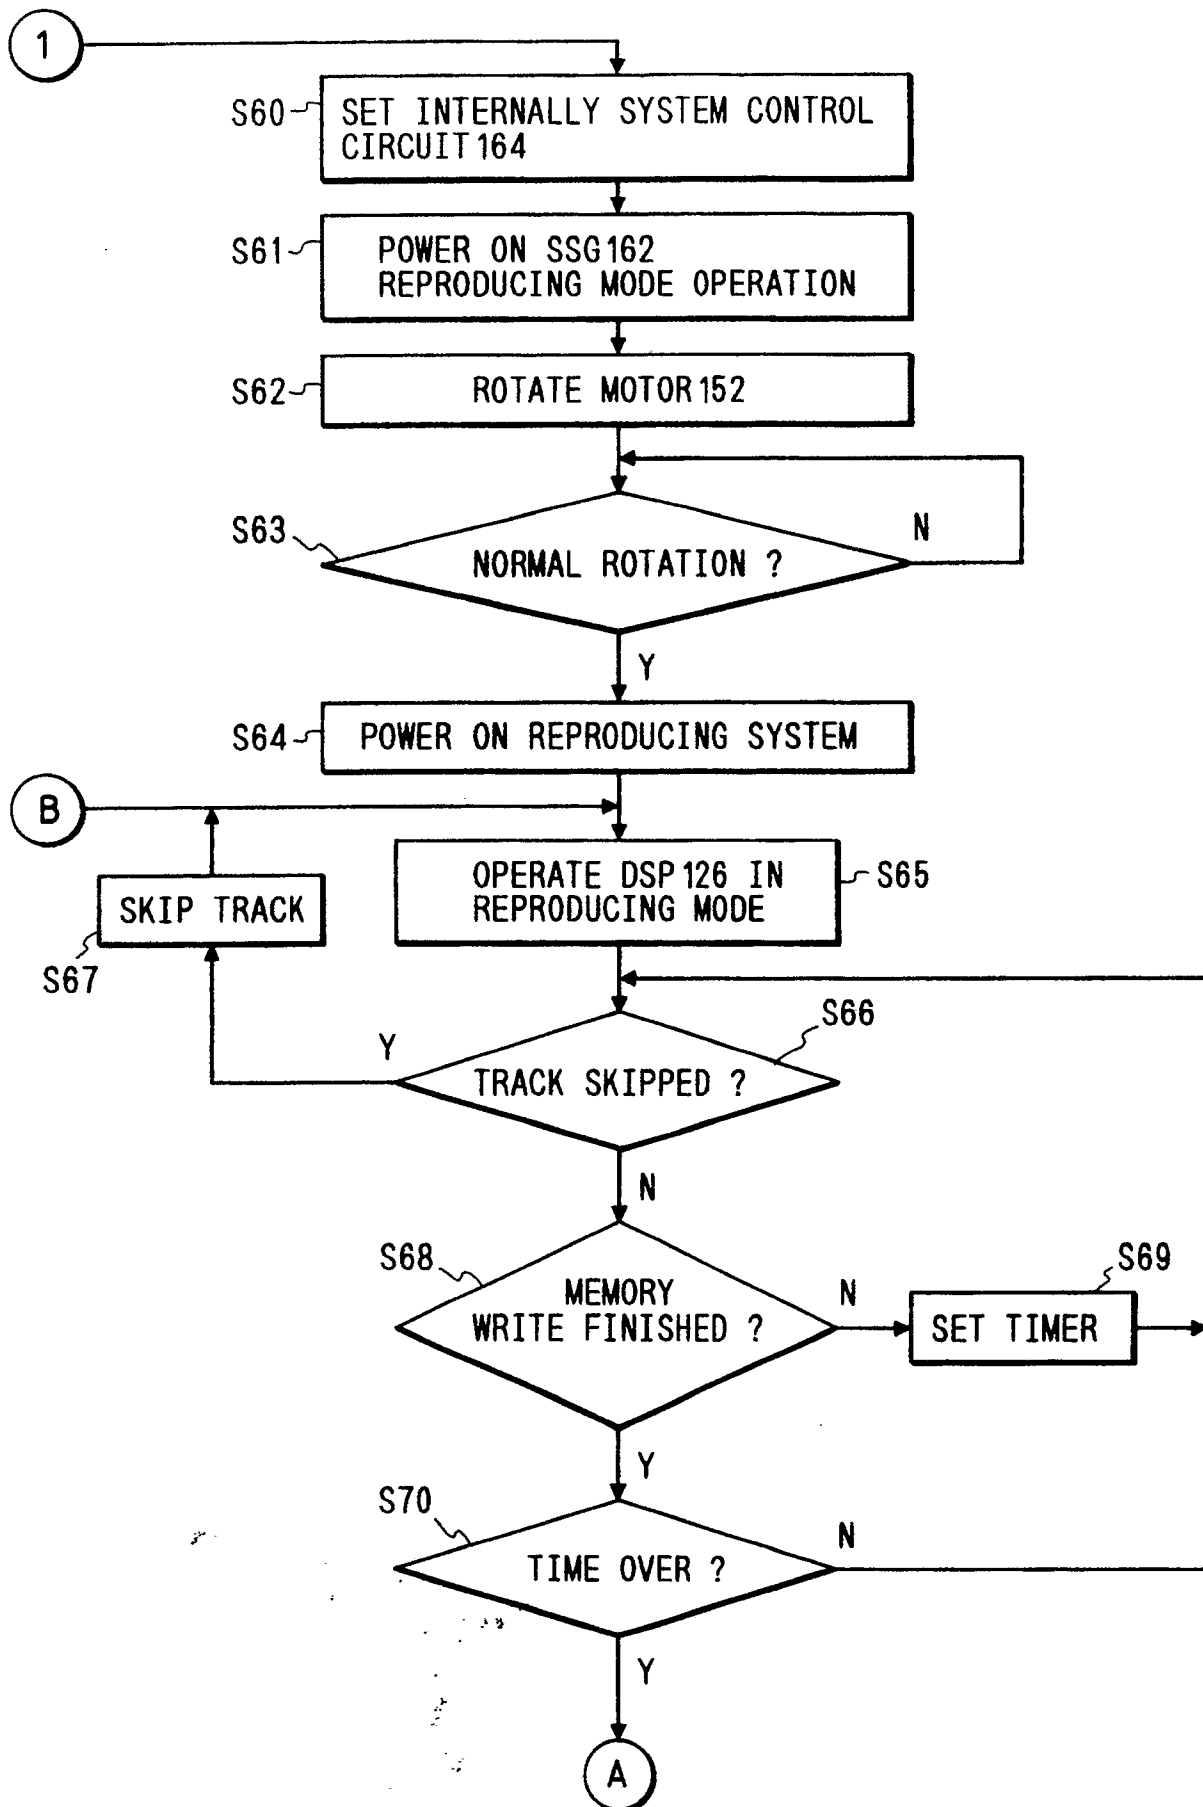 1
S60
SET INTERNALLY SYSTEM CONTROL
CIRCUIT 164
S61
POWER ON SSG162
REPRODUCING MODE OPERATION
S62
ROTATE MOTOR 152
S63
NORMAL ROTATION ?
N
Y
S64
POWER ON REPRODUCING SYSTEM
B
OPERATE DSP 126 IN
REPRODUCING MODE
S65
SKIP TRACK
S67
S66
Y
TRACK SKIPPED ?
N
S68
MEMORY
WRITE FINISHED ?
N
S69
SET TIMER
Y
S70
TIME OVER ?
N
Y
A